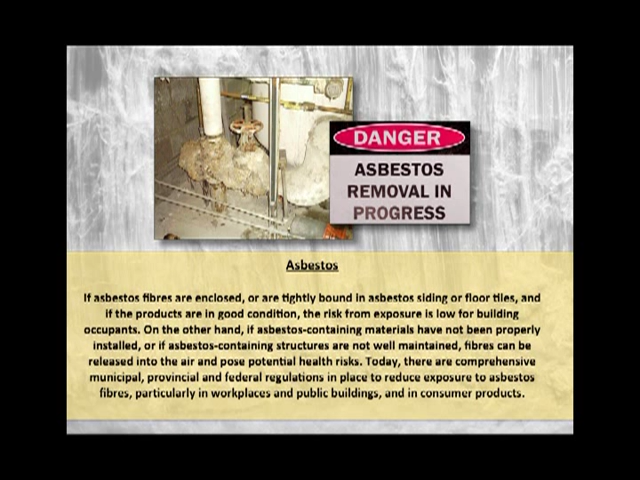 DANGER
ASBESTOS
REMOVAL IN
PROGRESS
Asbestos
If asbestos fibres are enclosed, or are tightly bound in asbestos siding or floor tiles, and
if the products are in good condition, the risk from exposure is low for building
occupants. On the other hand, if asbestos-containing materials have not been properly
installed, or if asbestos-containing structures are not well maintained, fibres can be
released into the air and pose potential health risks. Today, there are comprehensive
municipal, provincial and federal regulations in place to reduce exposure to asbestos
fibres, particularly in workplaces and public buildings, and in consumer products.